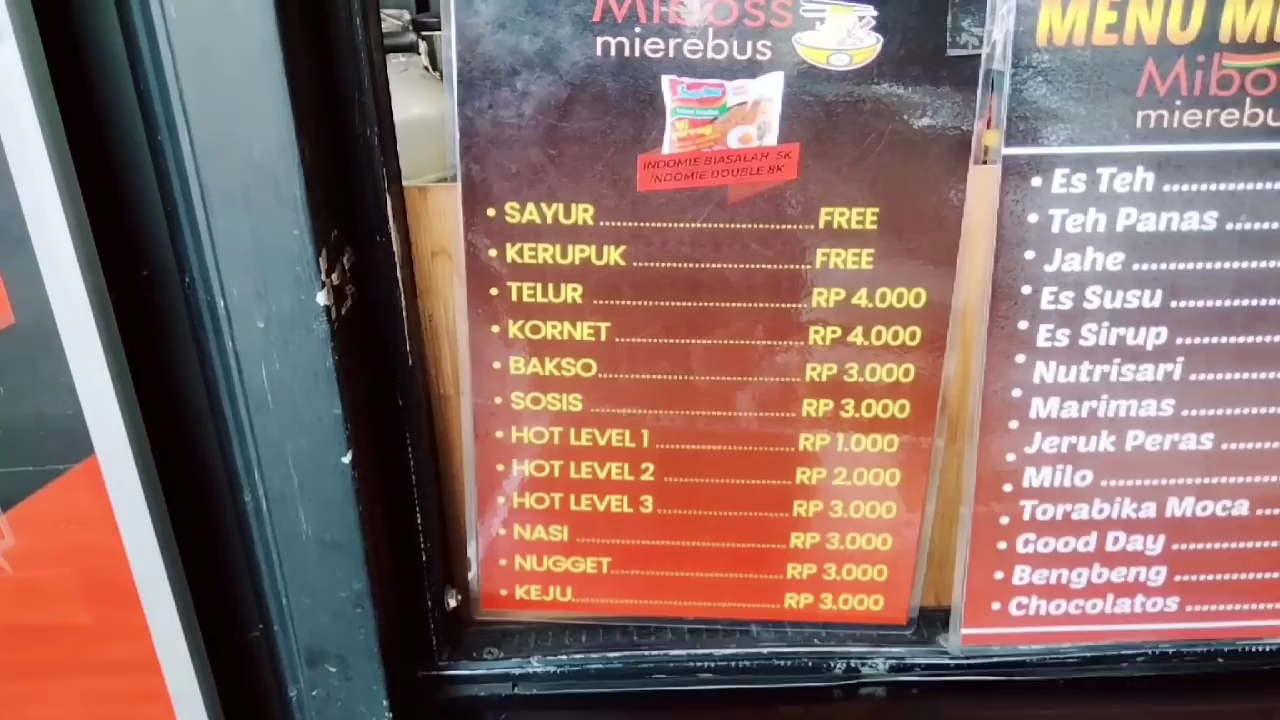 Miboss
mierebus
Indomie
INDOMIE BIASALAH 5K
INDOMIE DOUBLE 8K
• SAYUR ............ FREE
• KERUPUK ............ FREE
• TELUR ............ RP 4.000
• KORNET ............ RP 4.000
• BAKSO ............ RP 3.000
• SOSIS ............ RP 3.000
• HOT LEVEL 1 ............ RP 1.000
• HOT LEVEL 2 ............ RP 2.000
• HOT LEVEL 3 ............ RP 3.000
• NASI ............ RP 3.000
• NUGGET ............ RP 3.000
• KEJU ............ RP 3.000
MENU
mierebu
• Es Teh ............
• Teh Panas ......
• Jahe ............
• Es Susu ............
• Es Sirup ............
• Nutrisari ............
• Marimas ............
• Jeruk Peras ......
• Milo ............
• Torabika Moca ...
• Good Day ............
• Bengbeng ............
• Chocolatos ............